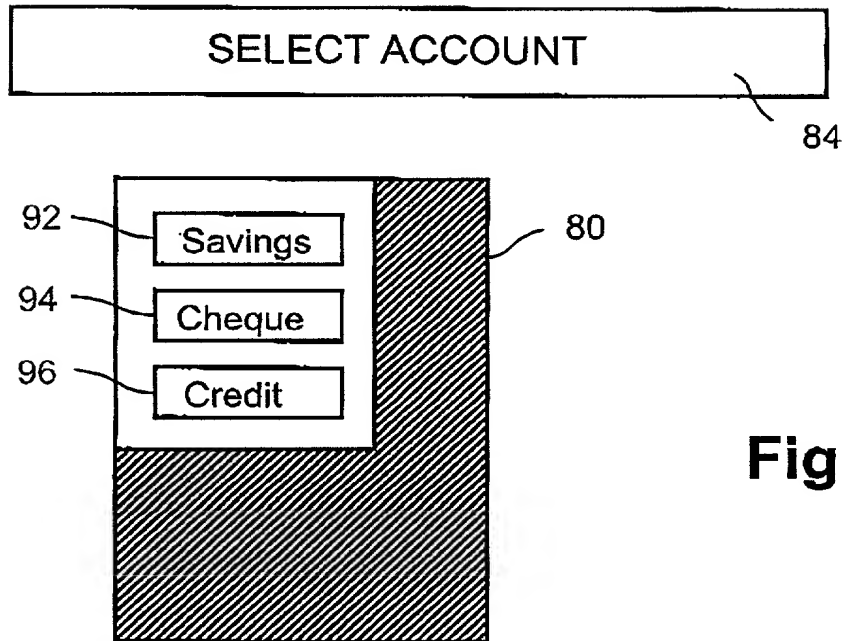 SELECT ACCOUNT
84
92
Savings
80
94
Cheque
96
Credit
Fig